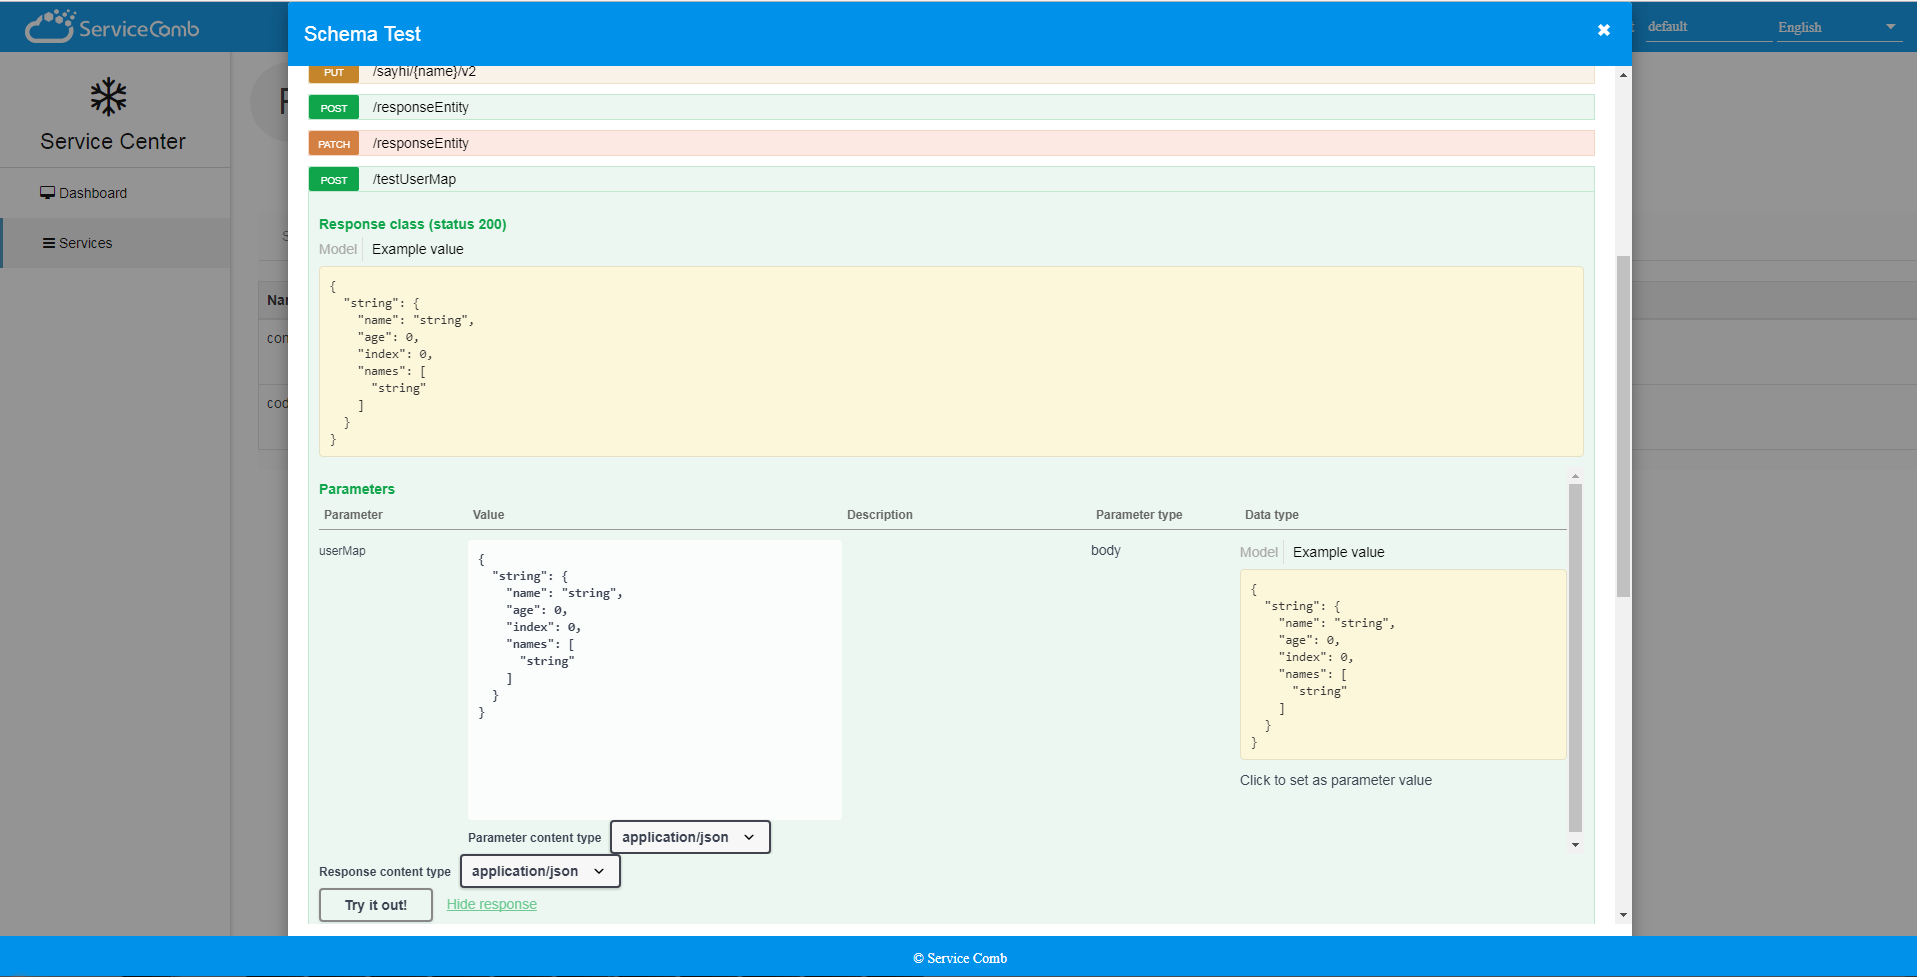 ServiceComb
Schema Test
✖
t
default
English
Service Center
Dashboard
Services
PUT /sayhi/{name}/v2
POST /responseEntity
PATCH /responseEntity
POST /testUserMap
Response class (status 200)
Model Example value
{
"string": {
"name": "string",
"age": 0,
"index": 0,
"names": [
"string"
]
}
}
Parameters
Parameter Value Description Parameter type Data type
userMap
{
"string": {
"name": "string",
"age": 0,
"index": 0,
"names": [
"string"
]
}
}
body
Model Example value
{
"string": {
"name": "string",
"age": 0,
"index": 0,
"names": [
"string"
]
}
}
Click to set as parameter value
Parameter content type application/json
Response content type application/json
Try it out! Hide response
© Service Comb